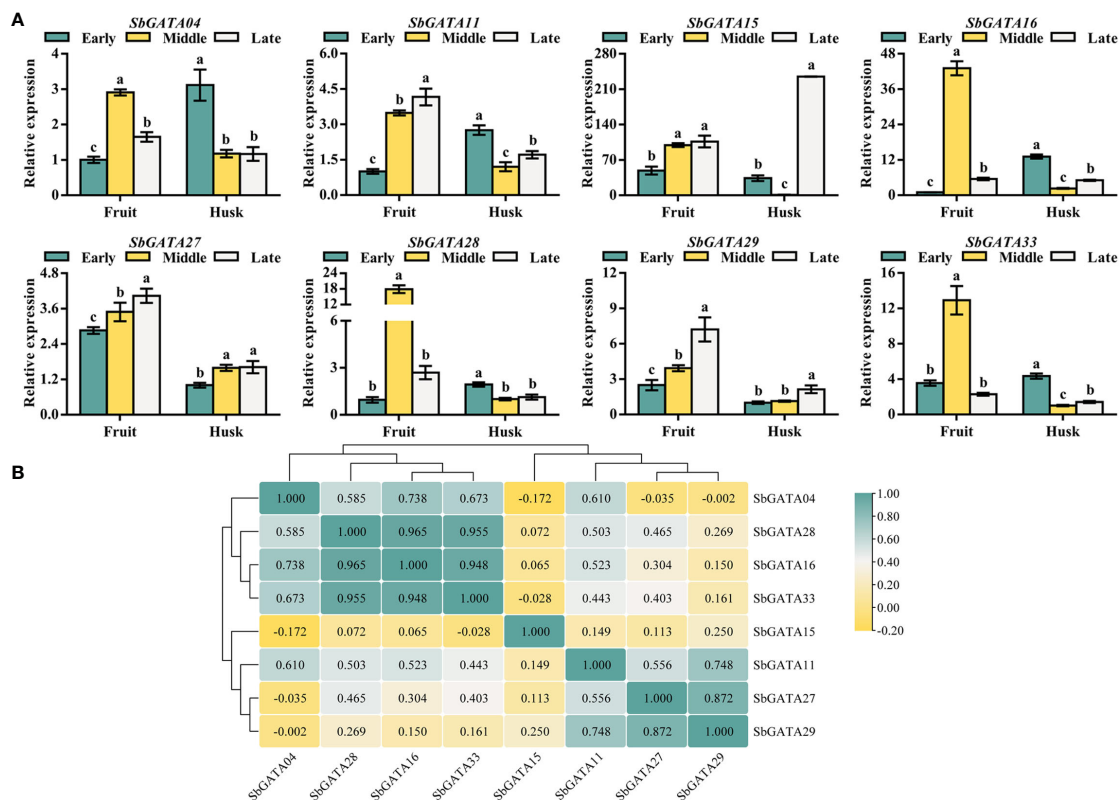 A
SbGATA04
Early Middle Late
Relative expression
4
3
2
1
0
b
a
c
a
b
b
Fruit Husk
SbGATA11
Early Middle Late
Relative expression
6.0
4.5
3.0
1.5
0.0
c
b
a
a
c
b
Fruit Husk
SbGATA15
Early Middle Late
Relative expression
280
210
140
70
0
b
a
a
b
c
a
Fruit Husk
SbGATA16
Early Middle Late
Relative expression
48
36
24
12
0
c
a
b
a
c
b
Fruit Husk
SbGATA27
Early Middle Late
Relative expression
4.8
3.6
2.4
1.2
0.0
c
b
a
b
a
a
Fruit Husk
SbGATA28
Early Middle Late
Relative expression
24
18
12
6
3
0
b
a
b
a
b
b
Fruit Husk
SbGATA29
Early Middle Late
Relative expression
12
9
6
3
0
c
b
a
b
b
a
Fruit Husk
SbGATA33
Early Middle Late
Relative expression
16
12
8
4
0
b
a
b
a
c
b
Fruit Husk
B
1.000 0.585 0.738 0.673 -0.172 0.610 -0.035 -0.002 SbGATA04
0.585 1.000 0.965 0.955 0.072 0.503 0.465 0.269 SbGATA28
0.738 0.965 1.000 0.948 0.065 0.523 0.304 0.150 SbGATA16
0.673 0.955 0.948 1.000 -0.028 0.443 0.403 0.161 SbGATA33
-0.172 0.072 0.065 -0.028 1.000 0.149 0.113 0.250 SbGATA15
0.610 0.503 0.523 0.443 0.149 1.000 0.556 0.748 SbGATA11
-0.035 0.465 0.304 0.403 0.113 0.556 1.000 0.872 SbGATA27
-0.002 0.269 0.150 0.161 0.250 0.748 0.872 1.000 SbGATA29
SbGATA04 SbGATA28 SbGATA16 SbGATA33 SbGATA15 SbGATA11 SbGATA27 SbGATA29
1.00
0.80
0.60
0.40
0.20
0.00
-0.20